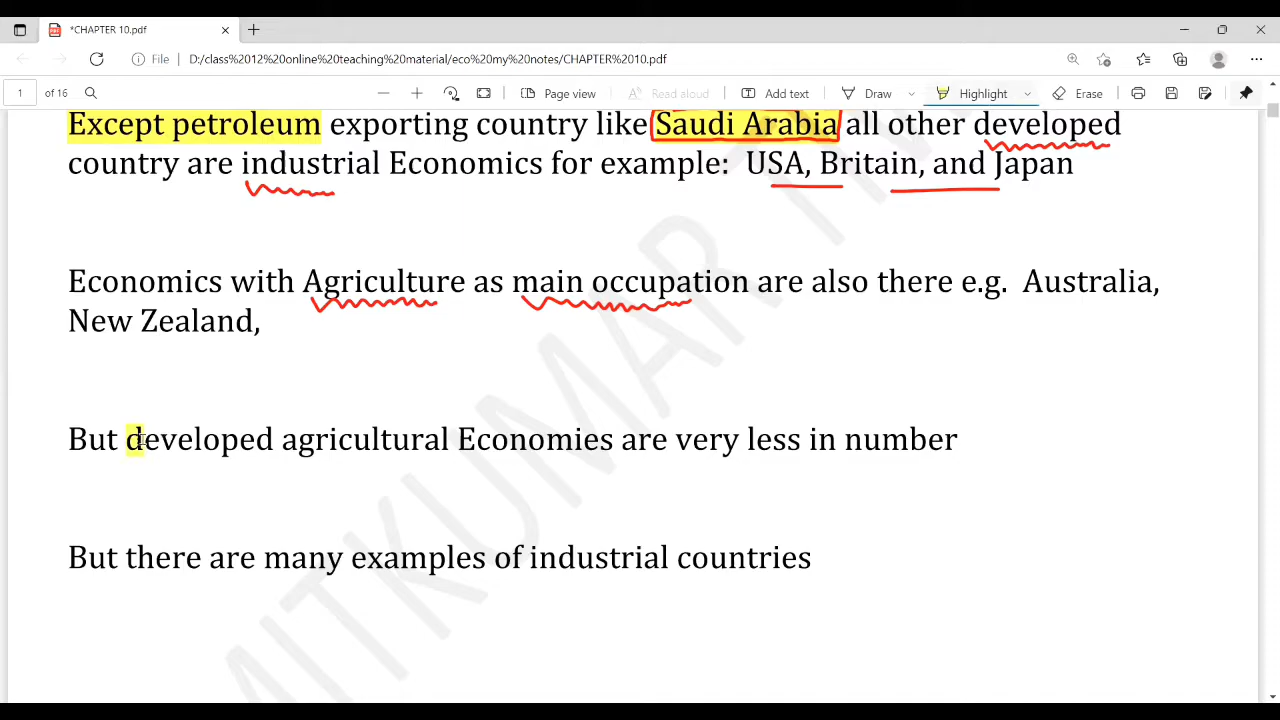 *CHAPTER 10.pdf
File D:/class%2012%20online%20teaching%20material/eco%20my%20notes/CHAPTER%2010.pdf
1 of 16 Page view Read aloud Add text Draw Highlight Erase
Except petroleum exporting country like Saudi Arabia all other developed
country are industrial Economics for example: USA, Britain, and Japan
Economics with Agriculture as main occupation are also there e.g. Australia,
New Zealand,
But developed agricultural Economies are very less in number
But there are many examples of industrial countries